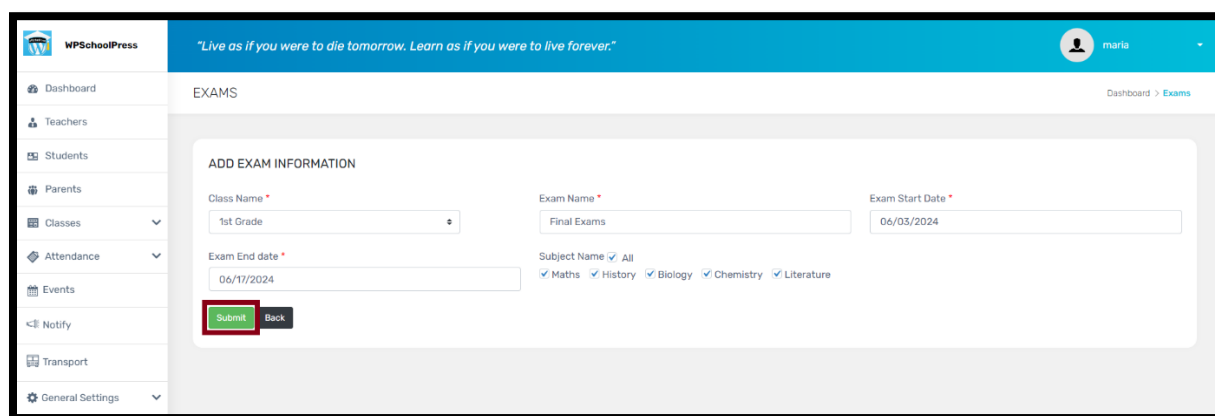 WPSchoolPress
"Live as if you were to die tomorrow. Learn as if you were to live forever."
maria
Dashboard
Teachers
Students
Parents
Classes
Attendance
Events
Notify
Transport
General Settings
EXAMS
Dashboard > Exams
ADD EXAM INFORMATION
Class Name *
1st Grade
Exam Name *
Final Exams
Exam Start Date *
06/03/2024
Exam End date *
06/17/2024
Subject Name All
Maths History Biology Chemistry Literature
Submit Back